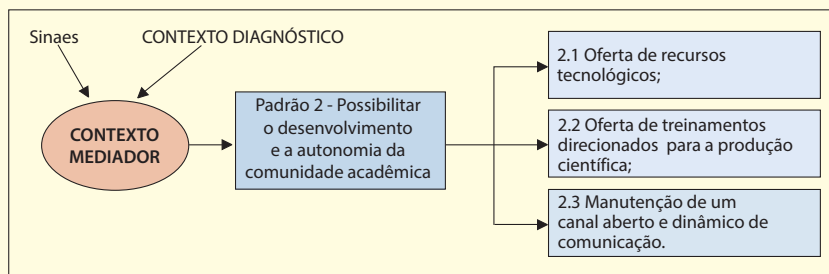 Sinaes
CONTEXTO DIAGNÓSTICO
CONTEXTO
MEDIADOR
Padrão 2 - Possibilitar
o desenvolvimento
e a autonomia da
comunidade acadêmica
2.1 Oferta de recursos
tecnológicos;
2.2 Oferta de treinamentos
direcionados para a produção
científica;
2.3 Manutenção de um
canal aberto e dinâmico de
comunicação.